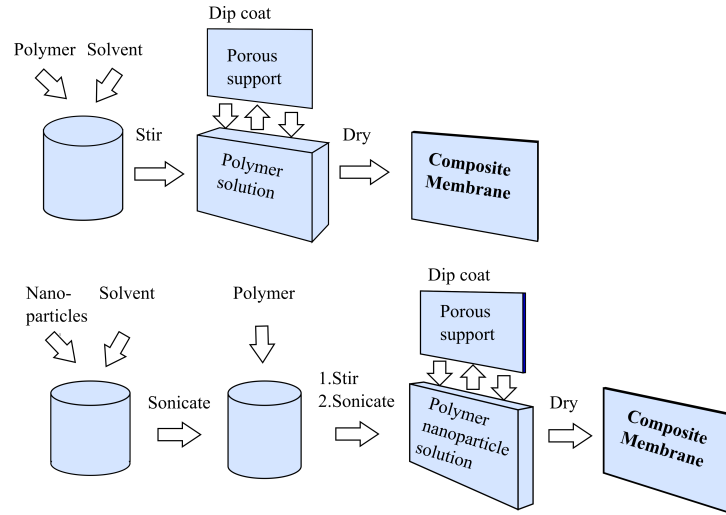 Dip coat
Polymer Solvent
Porous
support
Stir
Dry
Polymer
solution
Composite
Membrane
Dip coat
Nano-
particles
Solvent
Polymer
Porous
support
Sonicate
1.Stir
2.Sonicate
Dry
Polymer
nanoparticle
solution
Composite
Membrane